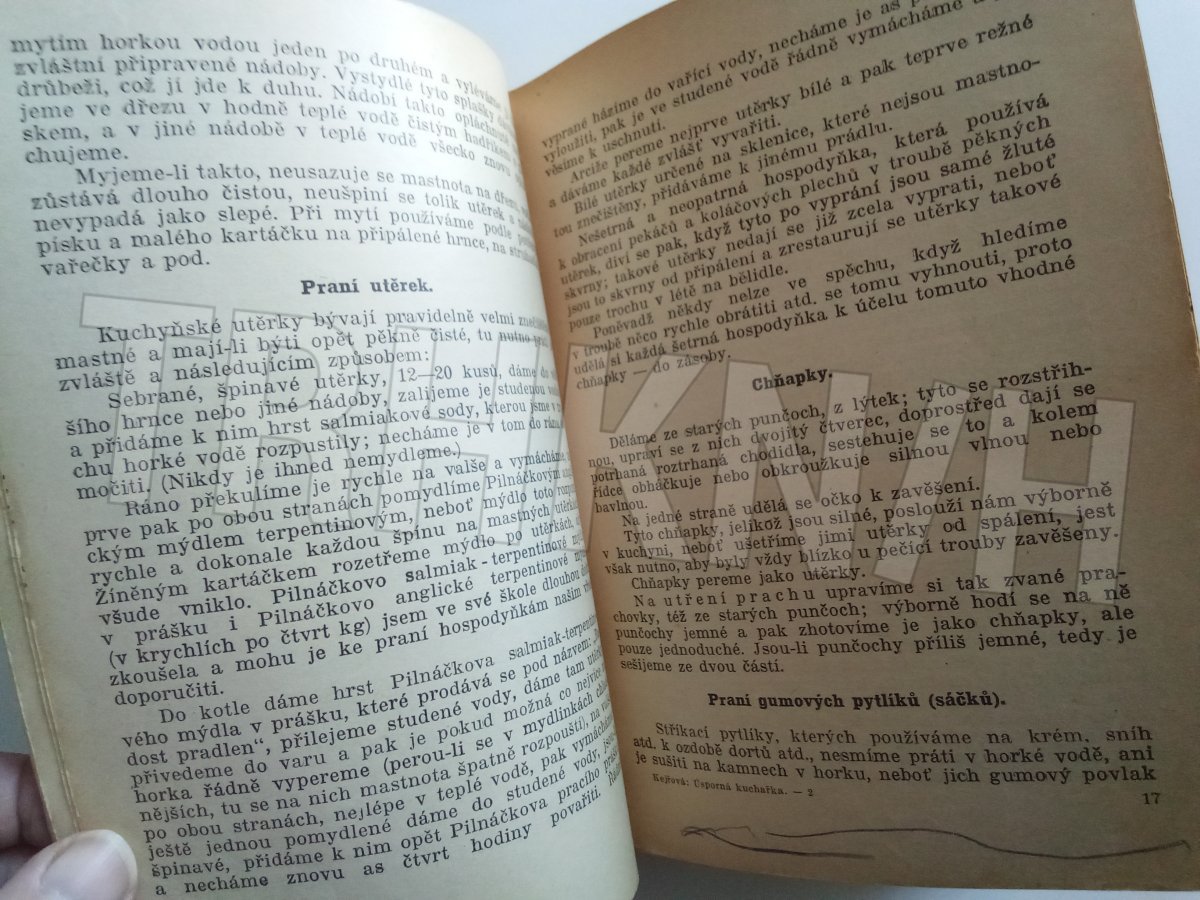 mytím horkou vodou jeden po druhém a vylévám
zvláštní připravené nádoby. Vystydlé tyto splašky
drůbeži, což jí jde k duhu. Nádobí takto
jeme ve dřezu v hodně teplé vodě čistým
skem, a v jiné nádobě v teplé vodě všecko znovu
chujeme.
Myjeme-li takto, neusazuje se mastnota na
zůstává dlouho čistou, neušpiní se tolik utěrek a
nevypadá jako slepé. Při mytí používáme podle
písku a malého kartáčku na připálené hrnce, na
vařečky a pod.
Praní utěrek.
Kuchyňské utěrky bývají pravidelně velmi
mastné a mají-li býti opět pěkně čisté, tu nutno
zvláště a následujícím způsobem:
Sebrané, špinavé utěrky, 12—20 kusů, dáme do
šího hrnce nebo jiné nádoby, zalijeme je studenou
a přidáme k nim hrst salmiakové sody, kterou jsme v
chu horké vodě rozpustily; necháme je v tom do rána
močiti. (Nikdy je ihned nemydleme.)
Ráno překulíme je rychle na valše a vymácháme,
prve pak po obou stranách pomydlíme Pilnáčkovým
ckým mýdlem terpentinovým, neboť mýdlo toto
rychle a dokonale každou špínu na mastných
Žíněným kartáčkem rozetřeme mýdlo po utěrkách,
všude vniklo. Pilnáčkovo salmiak-terpentinové
v prášku i Pilnáčkovo anglické terpentinové
(v krychlích po čtvrt kg) jsem ve své škole dlouhou
zkoušela a mohu je ke praní hospodyňkám našim
doporučiti.
Do kotle dáme hrst Pilnáčkova salmiak-terpentin
vého mýdla v prášku, které prodává se pod názvem:
dost pradlen“, přilejeme studené vody, dáme tam
přivedeme do varu a pak je pokud možná co nejvíce
horka řádně vypereme (perou-li se v mydlinkách
nějších, tu se na nich mastnota špatně rozpouští), na
po obou stranách, nejlépe v teplé vodě, pak vymácháme
ještě jednou pomydlené dáme do studené vody,
špinavé, přidáme k nim opět Pilnáčkova pracího
a necháme znovu as čtvrt hodiny povařiti.
vyprané házíme do vařící vody, necháme je as
vyloužiti, pak je ve studené vodě řádně vymácháme a
věsíme k uschnutí.
Arciže pereme nejprve utěrky bílé a pak teprve režné
a dáváme každé zvlášť vyvařiti.
Bílé utěrky určené na sklenice, které nejsou mastno-
tou znečištěny, přidáváme k jinému prádlu.
Nešetrná a neopatrná hospodyňka, která používá
k obracení pekáčů a koláčových plechů v troubě pěkných
utěrek, diví se pak, když tyto po vyprání jsou samé žluté
skvrny; takové utěrky nedají se již zcela vyprati, neboť
jsou to skvrny od připálení a zrestaurují se utěrky takové
pouze trochu v létě na bělidle.
Poněvadž někdy nelze ve spěchu, když hledíme
v troubě něco rychle obrátiti atd. se tomu vyhnouti, proto
udělá si každá šetrná hospodyňka k účelu tomuto vhodné
chňapky — do zásoby.
Chňapky.
Děláme ze starých punčoch, z lýtek; tyto se rozstřih-
nou, upraví se z nich dvojitý čtverec, doprostřed dají se
potrhaná roztrhaná chodidla, sestehuje se to a kolem
řídce obháčkuje nebo obkroužkuje silnou vlnou nebo
bavlnou.
Na jedné straně udělá se očko k zavěšení.
Tyto chňapky, jelikož jsou silné, poslouží nám výborně
v kuchyni, neboť ušetříme jimi utěrky od spálení, jest
však nutno, aby byly vždy blízko u pečící trouby zavěšeny.
Chňapky pereme jako utěrky.
Na utření prachu upravíme si tak zvané pra-
chovky, též ze starých punčoch; výborně hodí se na ně
punčochy jemné a pak zhotovíme je jako chňapky, ale
pouze jednoduché. Jsou-li punčochy příliš jemné, tedy je
sešijeme ze dvou částí.
Praní gumových pytlíků (sáčků).
Stříkací pytlíky, kterých používáme na krém, sníh
atd. k ozdobě dortů atd., nesmíme práti v horké vodě, ani
je sušiti na kamnech v horku, neboť jich gumový povlak
Kejřová: Úsporná kuchařka. — 2
17
TRHKNIH